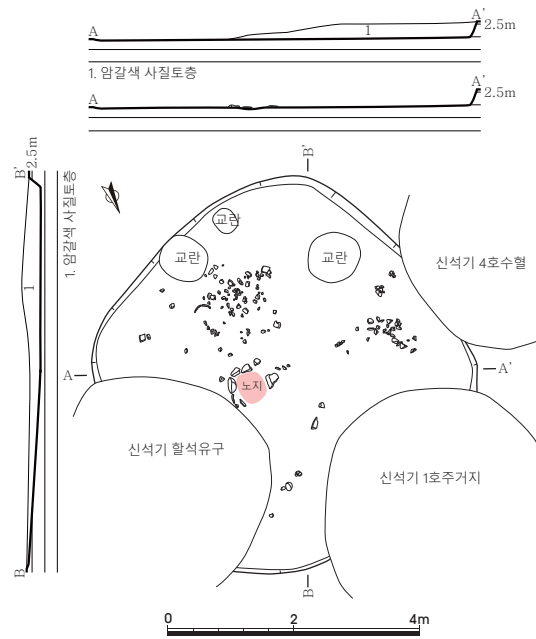 A A'
1 2.5m
1. 암갈색 사질토층
A A'
2.5m
B' 2.5m
1. 암갈색 사질토층
1
B
B'
교란
교란 교란
신석기 4호수혈
A A'
노지
신석기 할석유구
신석기 1호주거지
B
0 2 4m